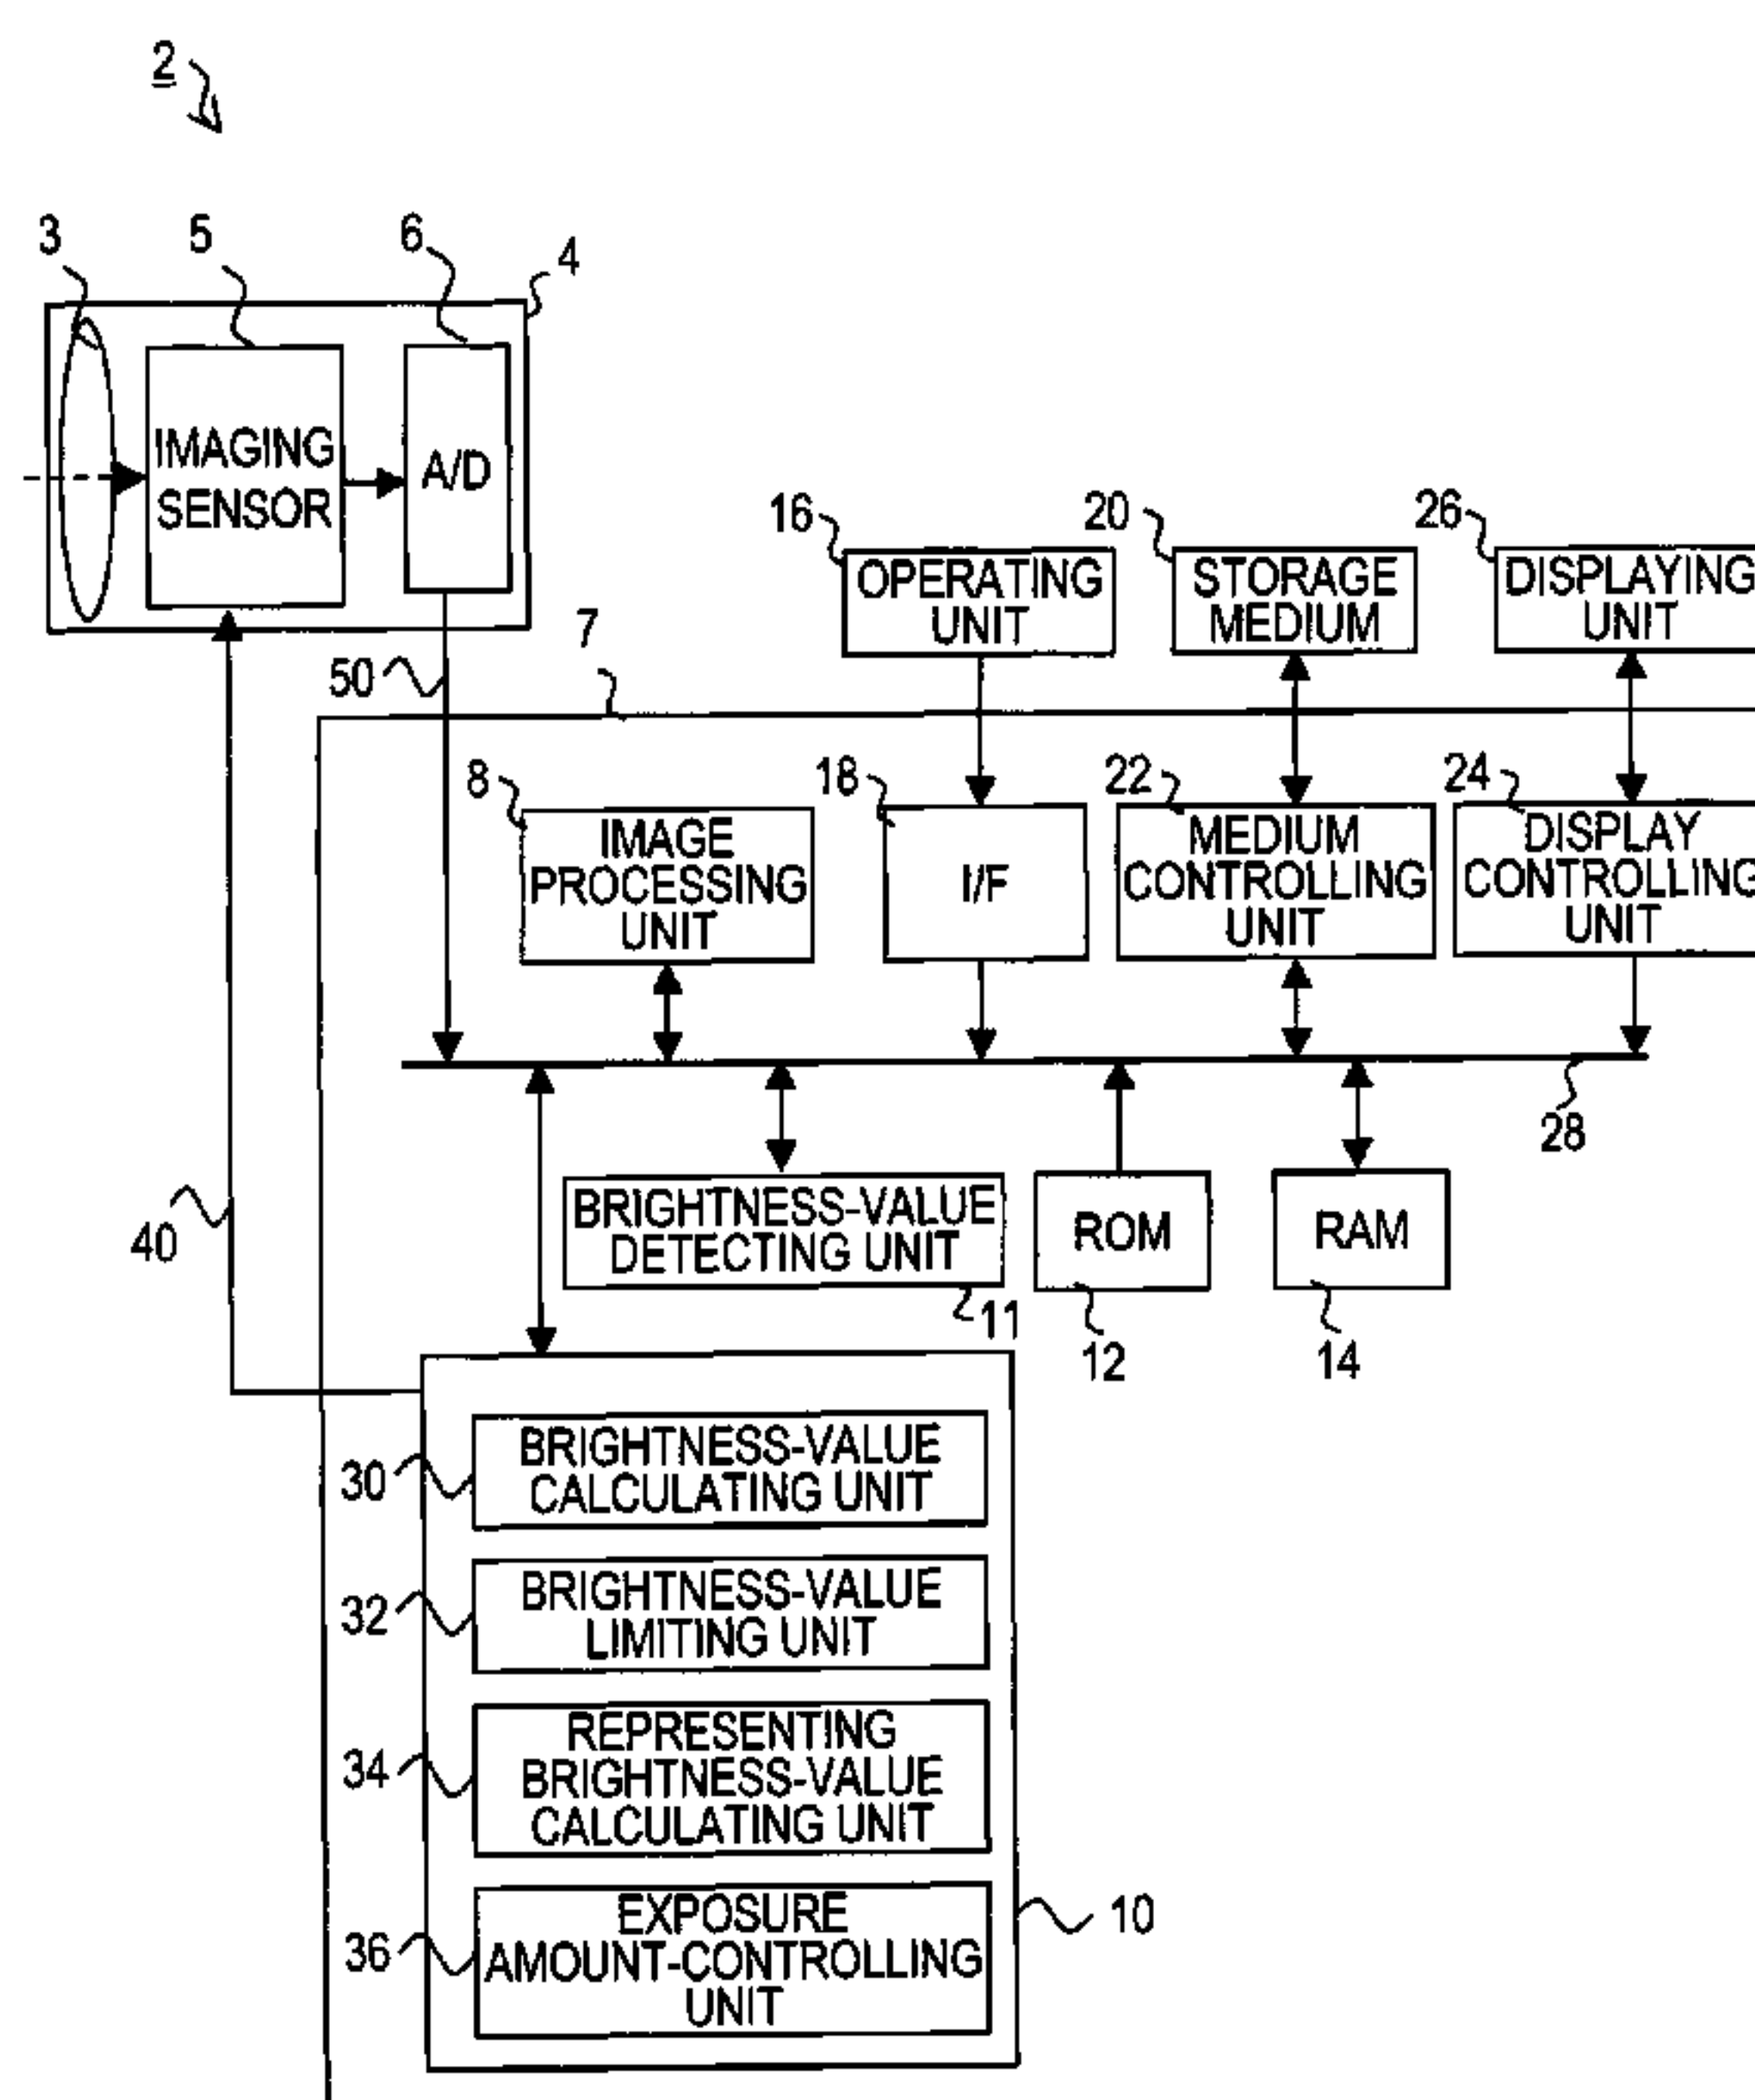 2
3
5
6
4
IMAGING
SENSOR
A/D
16
OPERATING
UNIT
20
STORAGE
MEDIUM
26
DISPLAYING
UNIT
50
7
8
IMAGE
PROCESSING
UNIT
18
I/F
22
MEDIUM
CONTROLLING
UNIT
24
DISPLAY
CONTROLLING
UNIT
28
40
BRIGHTNESS-VALUE
DETECTING UNIT
11
ROM
12
RAM
14
30
BRIGHTNESS-VALUE
CALCULATING UNIT
32
BRIGHTNESS-VALUE
LIMITING UNIT
34
REPRESENTING
BRIGHTNESS-VALUE
CALCULATING UNIT
36
EXPOSURE
AMOUNT-CONTROLLING
UNIT
10